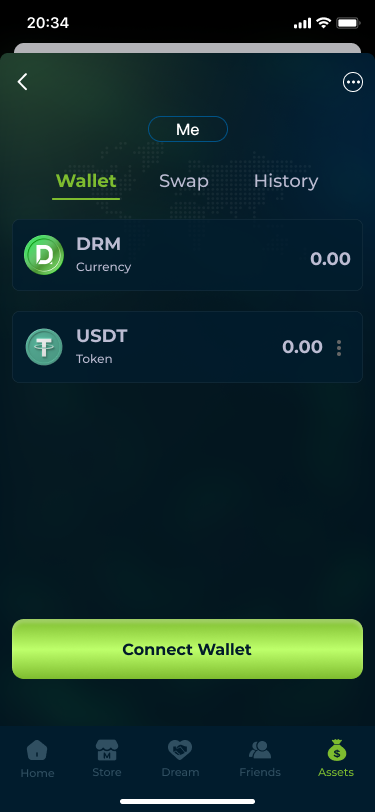 20:34
Me
Wallet Swap History
DRM
Currency
0.00
USDT
Token
0.00
Connect Wallet
Home Store Dream Friends Assets